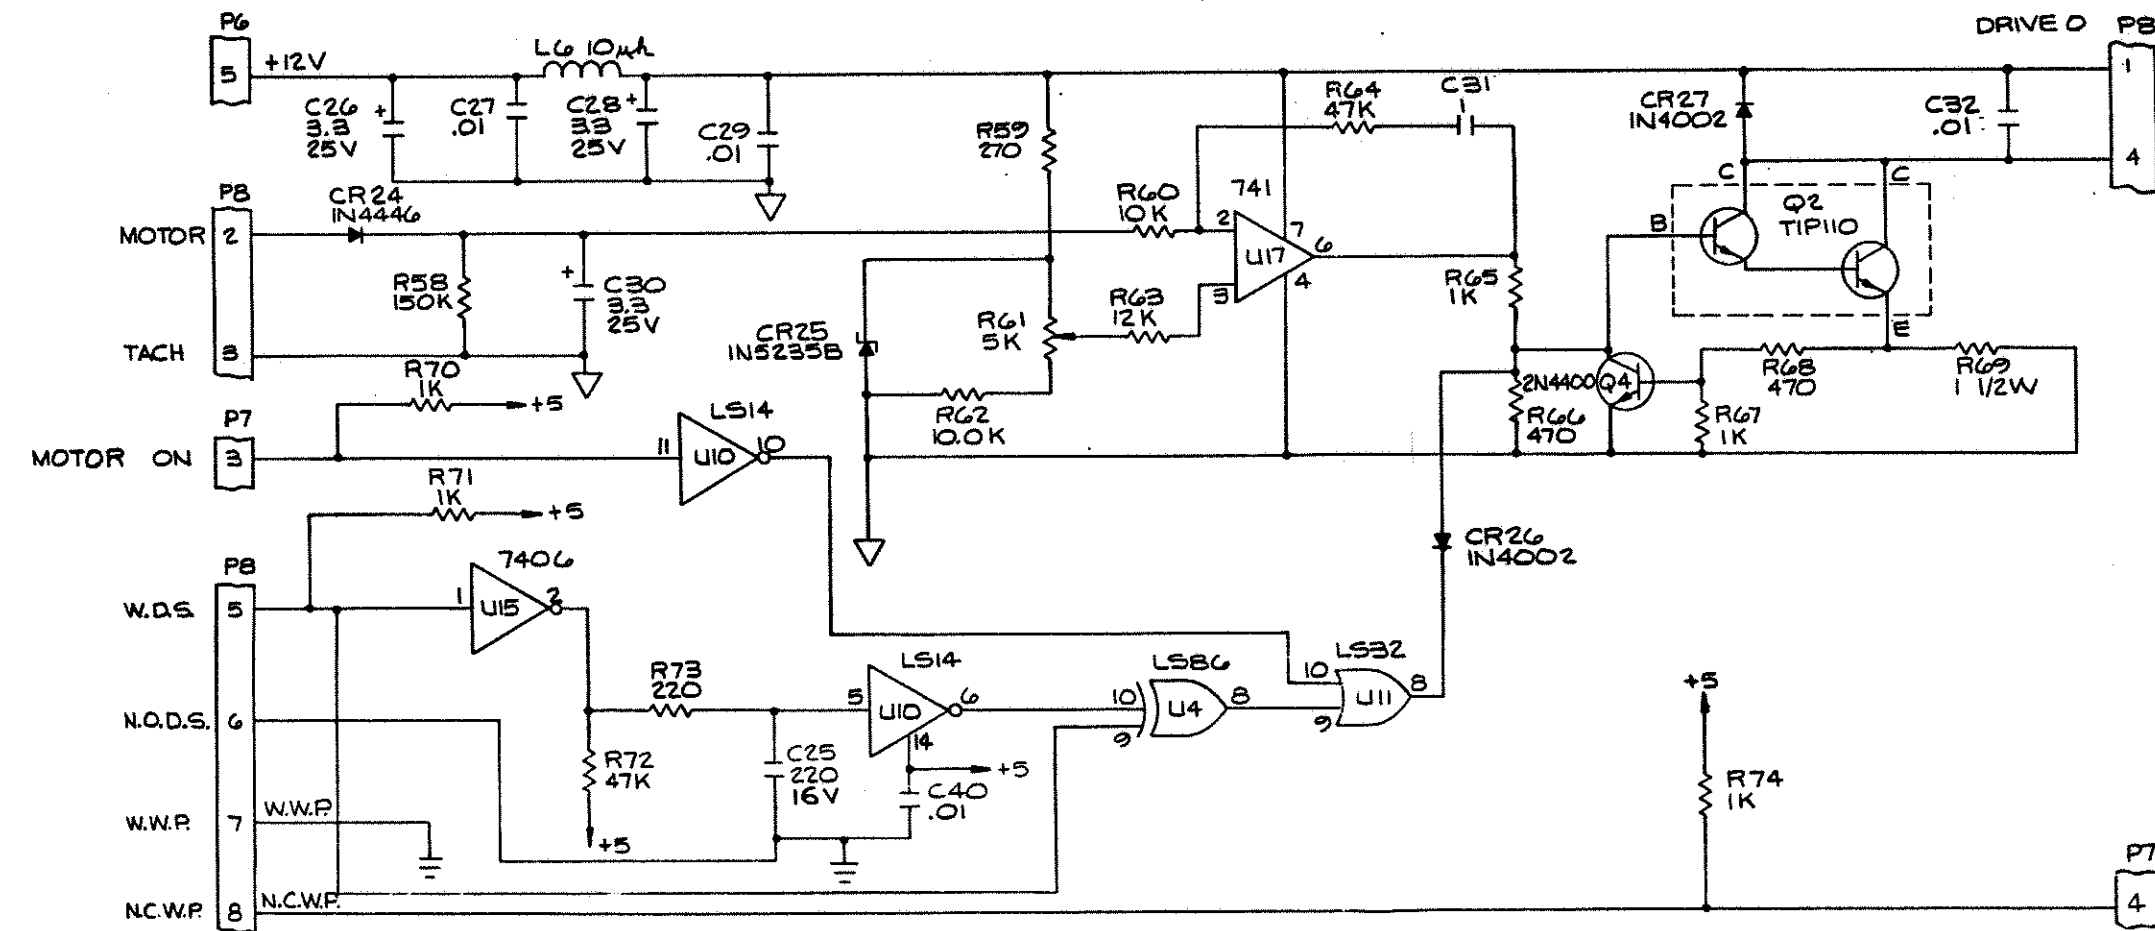 P6
5
+12V
L6 10μh
C26
3.3
25V
+
C27
.01
C28
33
25V
+
C29
.01
R59
270
R64
47K
C31
1
CR27
1N4002
C32
.01
DRIVE 0
P8
1
4
P8
MOTOR
2
CR24
1N4446
R58
150K
+
C30
3.3
25V
TACH
3
R60
10K
741
2
3
U17
7
6
4
R61
5K
R63
12K
CR25
1N5235B
R62
10.0K
R65
1K
C
C
B
Q2
TIP110
E
2N4400 Q4
R66
470
R67
1K
R68
470
R69
1 1/2W
R70
1K
+5
P7
MOTOR ON
3
LS14
11
U10
10
R71
1K
+5
CR26
1N4002
P8
W.D.S.
5
7406
1
U15
2
R73
220
LS14
5
U10
6
14
+5
LS86
10
9
U4
8
LS32
10
9
U11
8
N.O.D.S.
6
R72
47K
+5
C25
220
16V
C40
.01
W.W.P.
7
W.W.P.
N.C.W.P.
8
N.C.W.P.
+5
R74
1K
P7
4